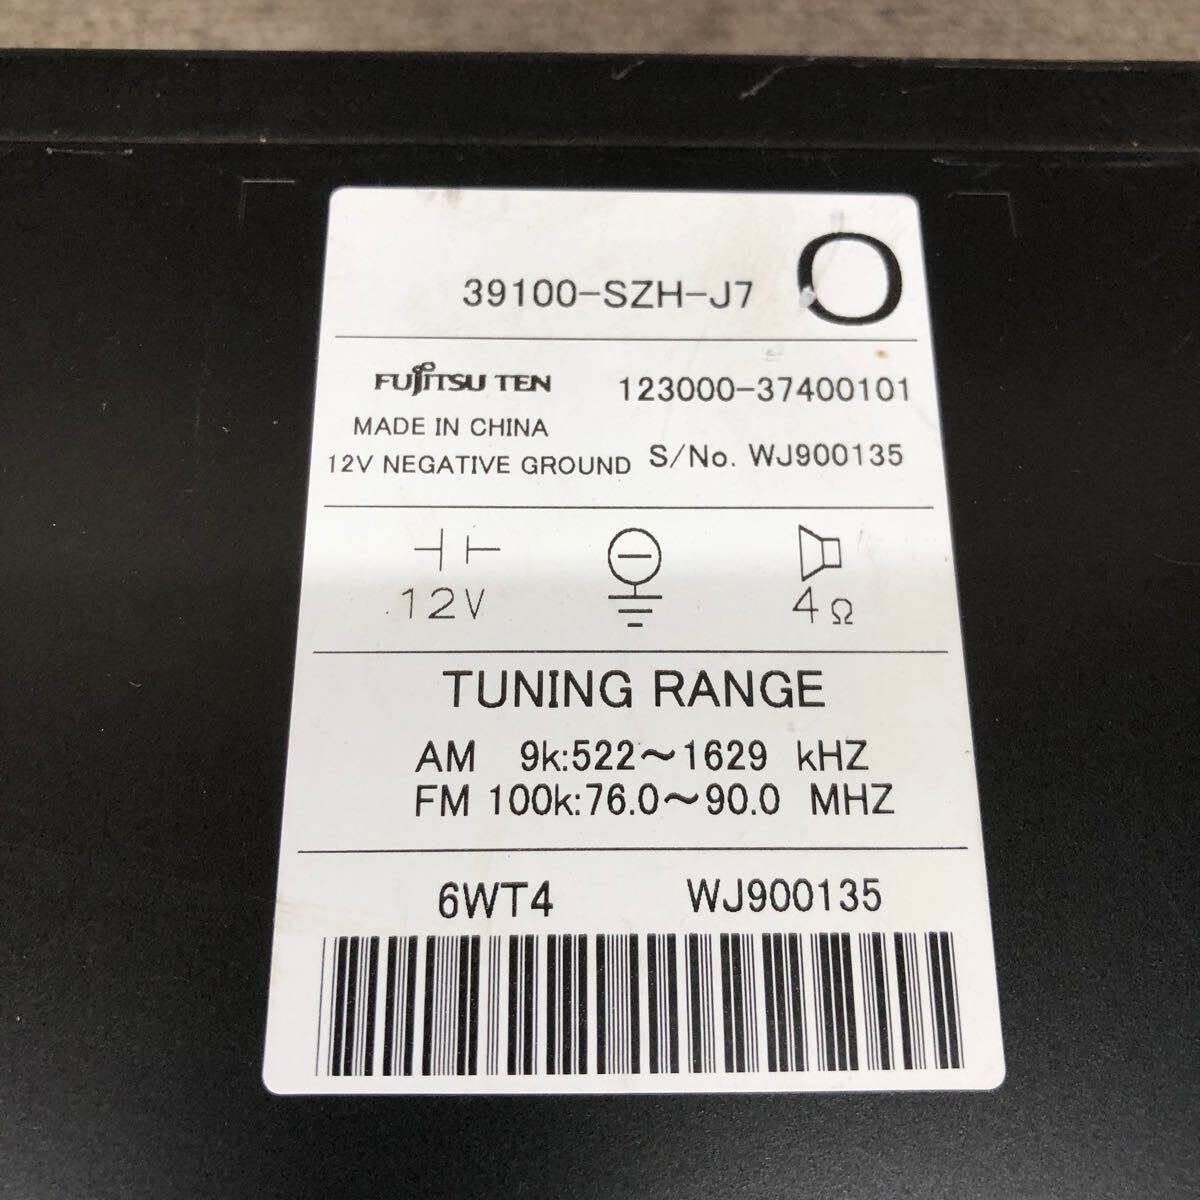 39100-SZH-J7 O
FUJITSU TEN 123000-37400101
MADE IN CHINA
12V NEGATIVE GROUND S/No. WJ900135
12V 4Ω
TUNING RANGE
AM 9k:522～1629 kHZ
FM 100k:76.0～90.0 MHZ
6WT4 WJ900135